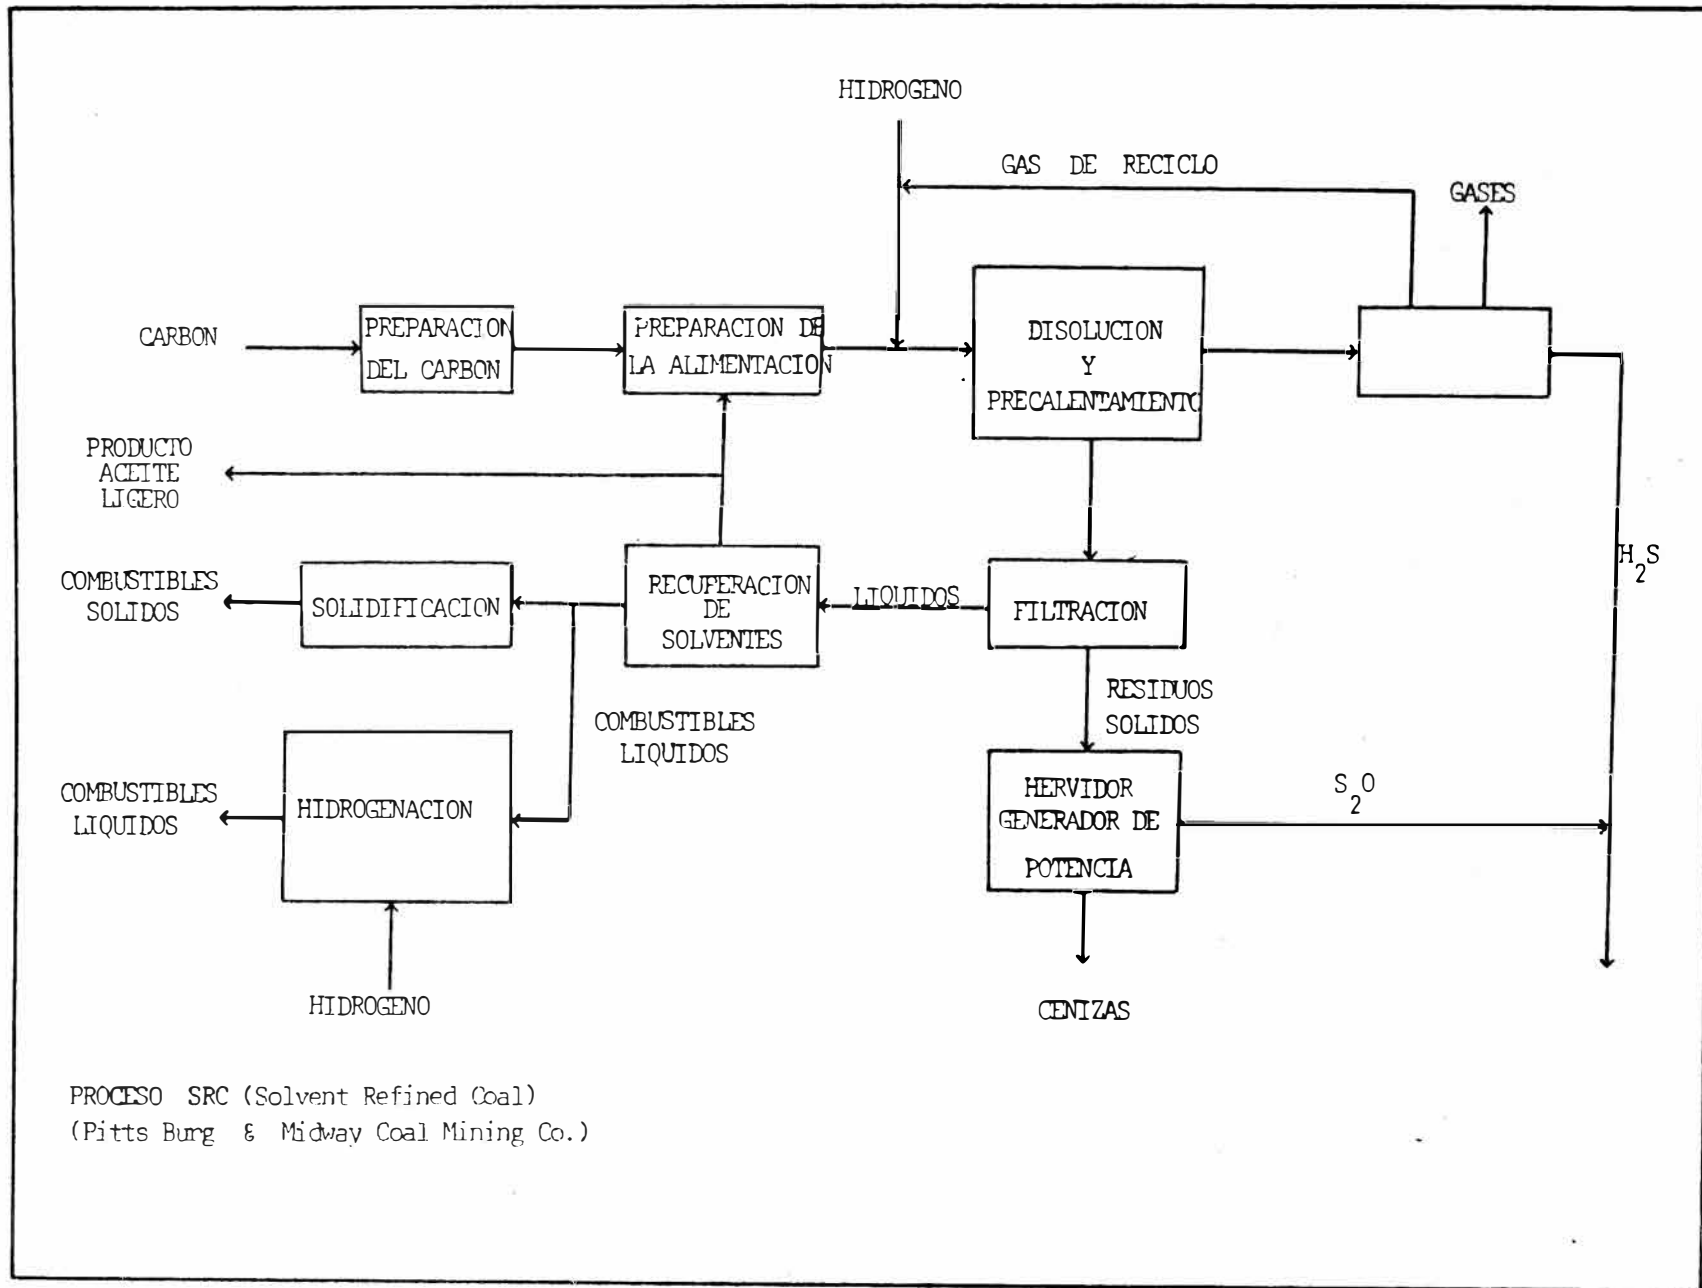 HIDROGENO
GAS DE RECICLO
GASES
CARBON
PREPARACION
DEL CARBON
PREPARACION DE
LA ALIMENTACION
DISOLUCION
Y
PRECALENTAMIENTO
PRODUCTO
ACEITE
LIGERO
COMBUSTIBLES
SOLIDOS
SOLIDIFICACION
RECUPERACION
DE
SOLVENTES
LIQUIDOS
FILTRACION
H2S
RESIDUOS
SOLIDOS
COMBUSTIBLES
LIQUIDOS
COMBUSTIBLES
LIQUIDOS
HIDROGENACION
HERVIDOR
GENERADOR DE
POTENCIA
S2O
HIDROGENO
CENIZAS
PROCESO SRC (Solvent Refined Coal)
(Pitts Burg & Midway Coal Mining Co.)